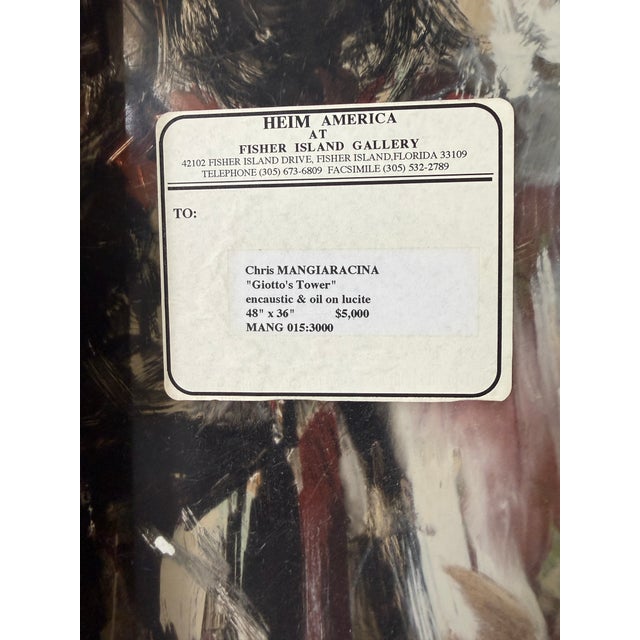 HEIM AMERICA
AT
FISHER ISLAND GALLERY
42102 FISHER ISLAND DRIVE, FISHER ISLAND,FLORIDA 33109
TELEPHONE (305) 673-6809 FACSIMILE (305) 532-2789
TO:
Chris MANGIARACINA
"Giotto's Tower"
encaustic & oil on lucite
48" x 36" $5,000
MANG 015:3000